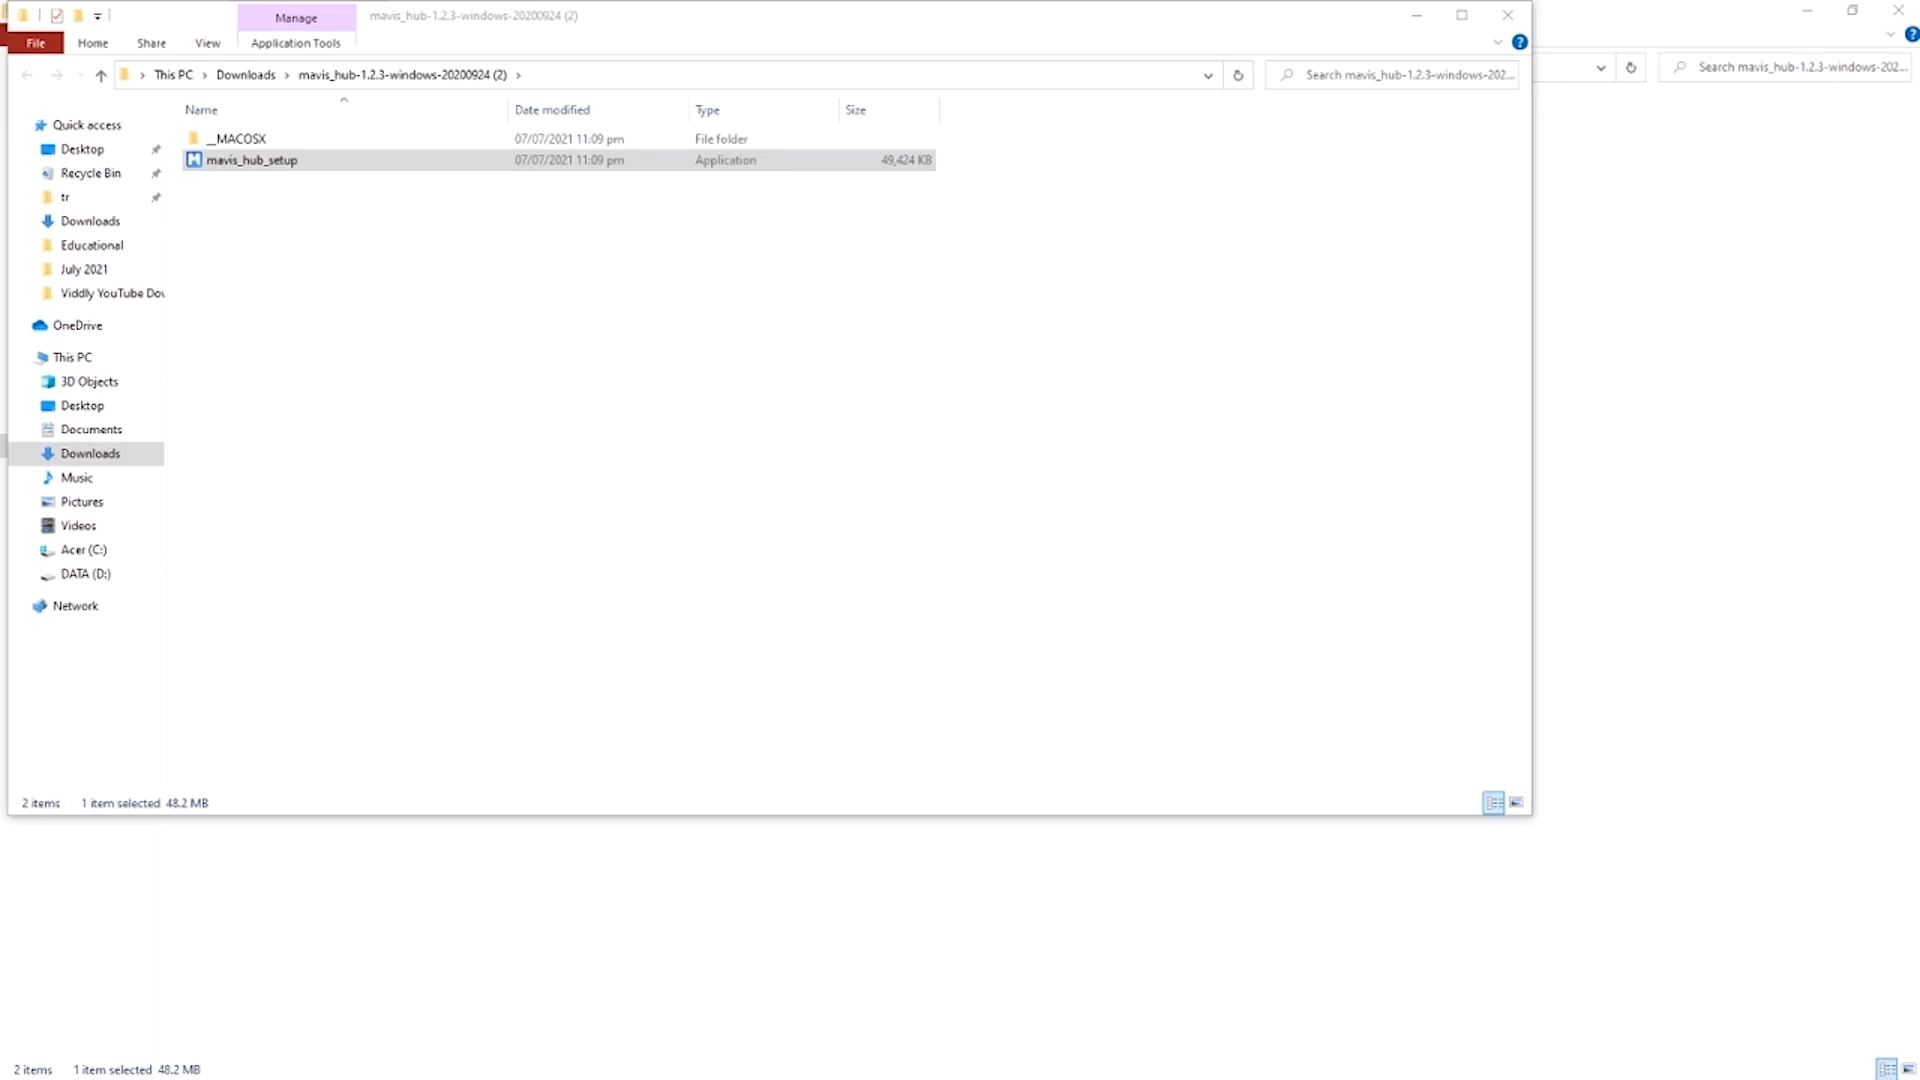 Manage
mavis_hub-1.2.3-windows-20200924 (2)
File
Home
Share
View
Application Tools
This PC
Downloads
mavis_hub-1.2.3-windows-20200924 (2)
Search mavis_hub-1.2.3-windows-202...
Search mavis_hub-1.2.3-windows-202...
Name
Date modified
Type
Size
__MACOSX
07/07/2021 11:09 pm
File folder
mavis_hub_setup
07/07/2021 11:09 pm
Application
49,424 KB
Quick access
Desktop
Recycle Bin
tr
Downloads
Educational
July 2021
Viddly YouTube Dov
OneDrive
This PC
3D Objects
Desktop
Documents
Downloads
Music
Pictures
Videos
Acer (C:)
DATA (D:)
Network
2 items
1 item selected 48.2 MB
2 items
1 item selected 48.2 MB